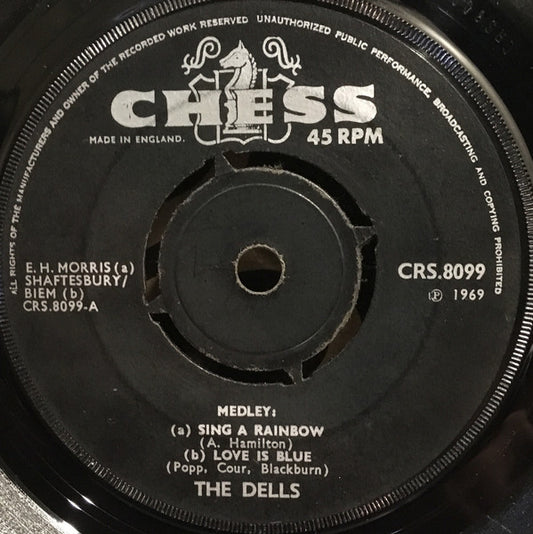 ALL RIGHTS OF THE MANUFACTURERS AND OWNER OF THE RECORDED WORK RESERVED UNAUTHORIZED PUBLIC PERFORMANCE, BROADCASTING AND COPYING PROHIBITED
CHESS
MADE IN ENGLAND.
45 RPM
E.H. MORRIS (a)
SHAFTESBURY/
BIEM (b)
CRS.8099-A
CRS.8099
℗ 1969
MEDLEY:
(a) SING A RAINBOW
(A. Hamilton)
(b) LOVE IS BLUE
(Popp, Cour, Blackburn)
THE DELLS